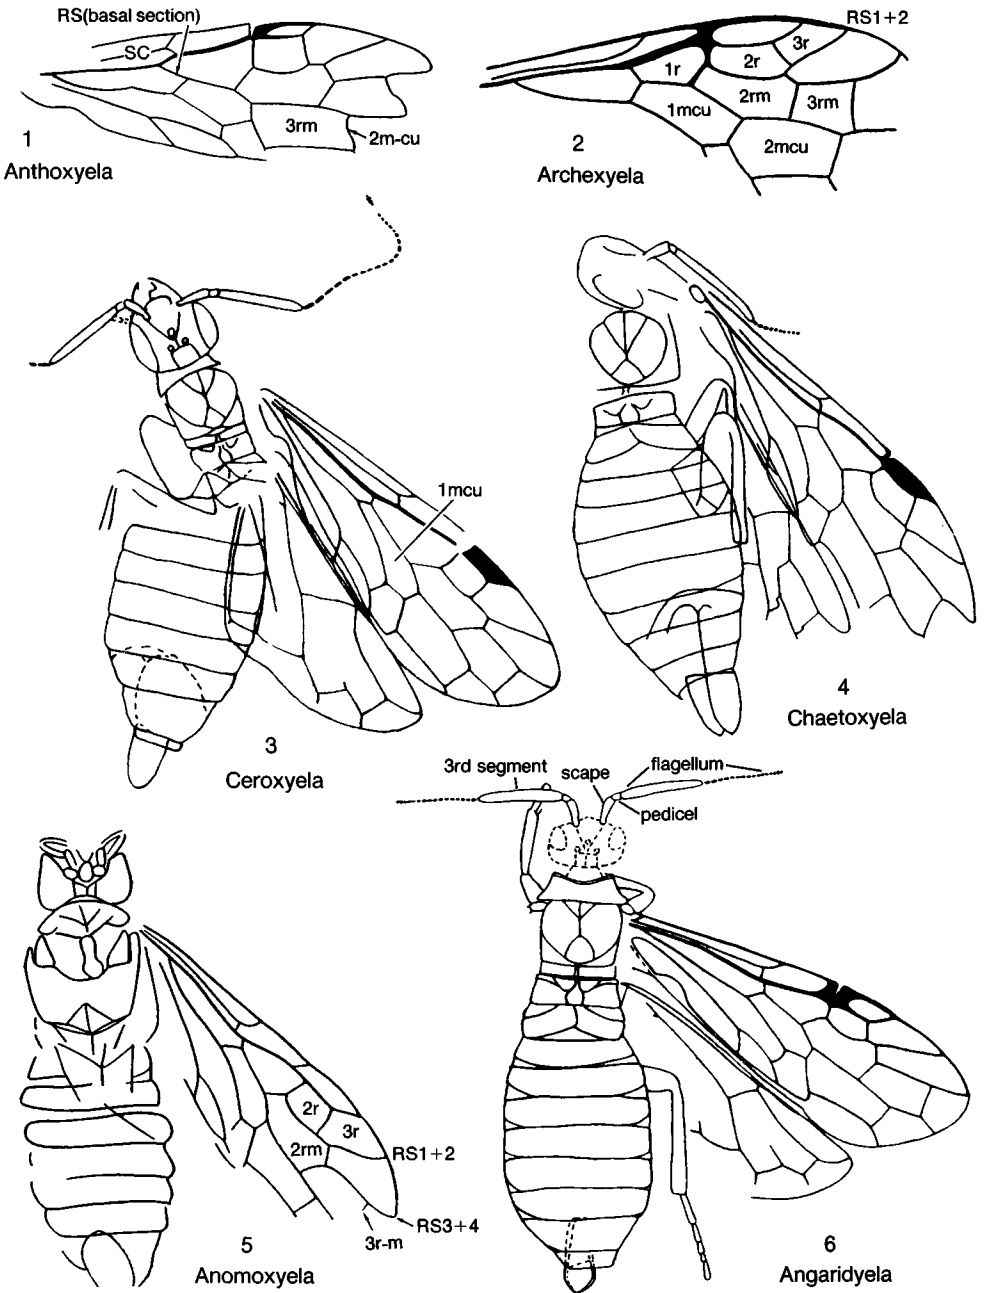 RS(basal section)
SC
3rm
2m-cu
1
Anthoxyela
RS1+2
3r
2r
1r
2rm
3rm
1mcu
2mcu
2
Archexyela
1mcu
3
Ceroxyela
4
Chaetoxyela
3rd segment
scape
flagellum
pedicel
2r
3r
2rm
RS1+2
RS3+4
3r-m
5
Anomoxyela
6
Angaridyela